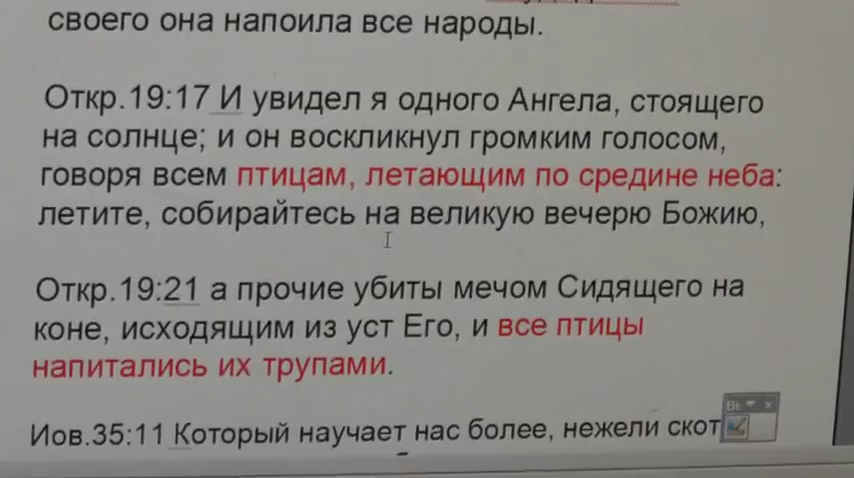 своего она напоила все народы.
Откр.19:17 И увидел я одного Ангела, стоящего
на солнце; и он воскликнул громким голосом,
говоря всем птицам, летающим по средине неба:
летите, собирайтесь на великую вечерю Божию,
Откр.19:21 а прочие убиты мечом Сидящего на
коне, исходящим из уст Его, и все птицы
напитались их трупами.
Иов.35:11 Который научает нас более, нежели скот